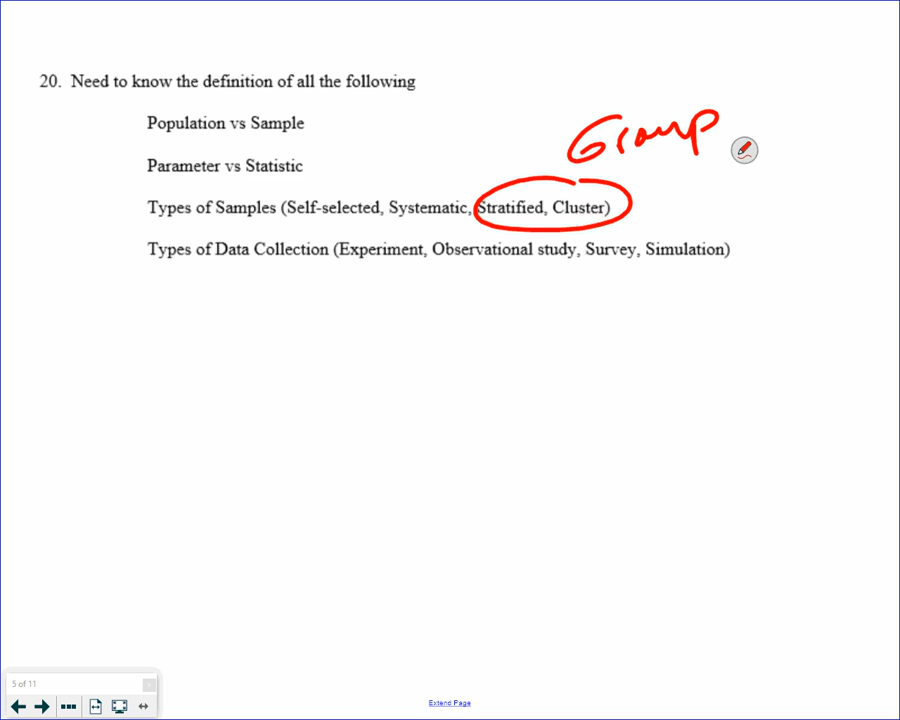 20. Need to know the definition of all the following
Population vs Sample
Group
Parameter vs Statistic
Types of Samples (Self-selected, Systematic, Stratified, Cluster)
Types of Data Collection (Experiment, Observational study, Survey, Simulation)
5 of 11
Extend Page